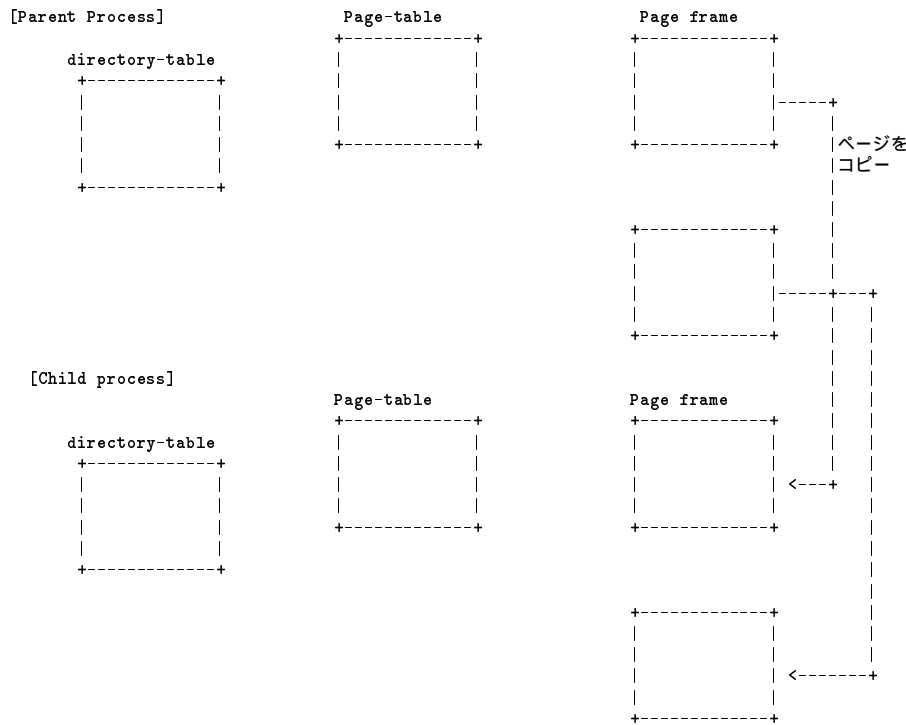 [Parent Process]
Page-table
Page frame
directory-table
ページを
コピー
[Child process]
Page-table
Page frame
directory-table